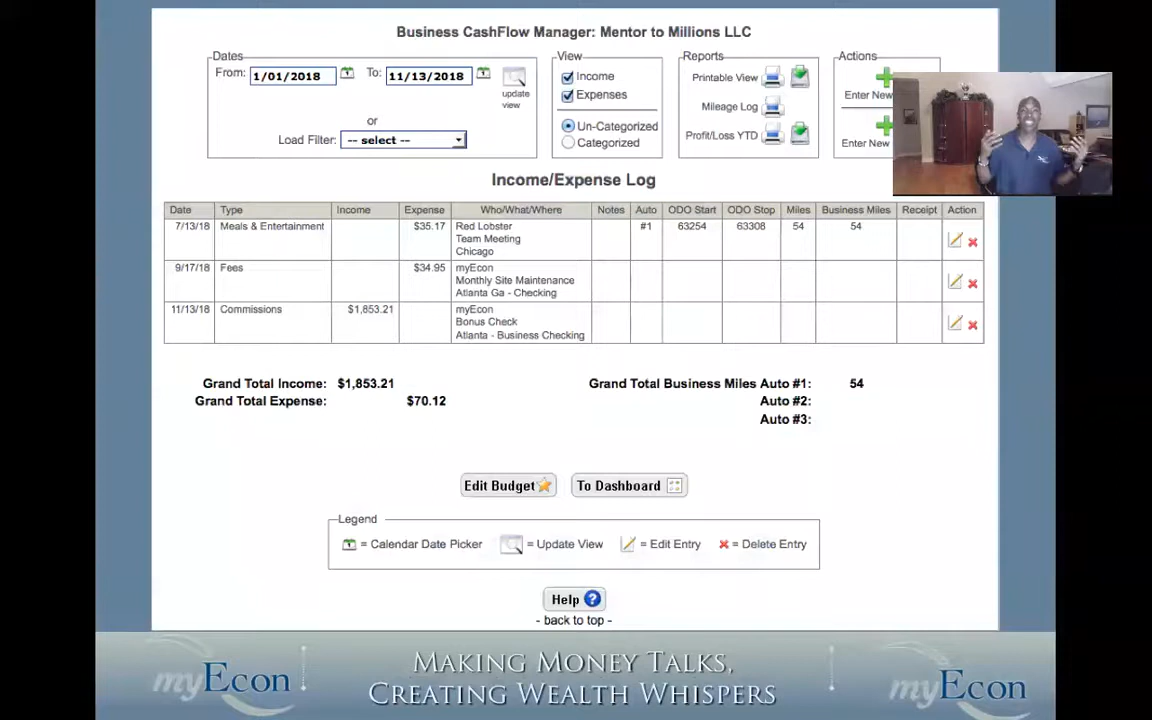 Business CashFlow Manager: Mentor to Millions LLC
Dates
From: 1/01/2018 To: 11/13/2018
update
view
or
Load Filter: -- select --
View
Income
Expenses
Un-Categorized
Categorized
Reports
Printable View
Mileage Log
Profit/Loss YTD
Actions
Enter New
Enter New
Income/Expense Log
Date Type Income Expense Who/What/Where Notes Auto ODO Start ODO Stop Miles Business Miles Receipt Action
7/13/18 Meals & Entertainment $35.17 Red Lobster #1 63254 63308 54 54
Team Meeting
Chicago
9/17/18 Fees $34.95 myEcon
Monthly Site Maintenance
Atlanta Ga - Checking
11/13/18 Commissions $1,853.21 myEcon
Bonus Check
Atlanta - Business Checking
Grand Total Income: $1,853.21
Grand Total Expense: $70.12
Grand Total Business Miles Auto #1: 54
Auto #2:
Auto #3:
Edit Budget To Dashboard
Legend
= Calendar Date Picker = Update View = Edit Entry = Delete Entry
Help ?
- back to top -
myEcon
MAKING MONEY TALKS,
CREATING WEALTH WHISPERS
myEcon